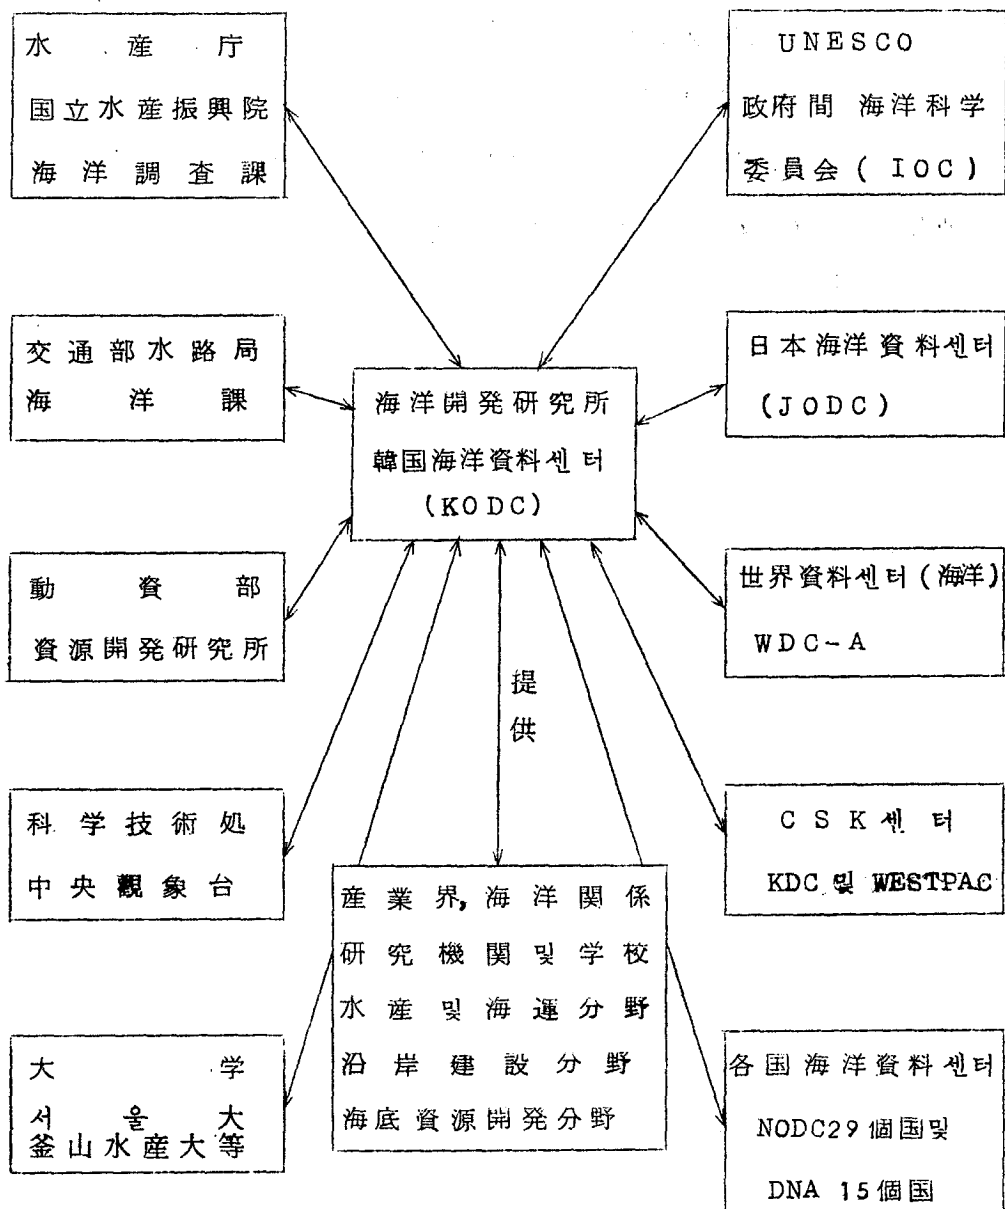 水産庁
国立水産振興院
海洋調査課
UNESCO
政府間 海洋科学
委員会 ( IOC )
交通部水路局
海洋課
海洋開発研究所
韓国海洋資料센터
(KODC)
日本海洋資料센터
(JODC)
動資部
資源開発研究所
世界資料센터 (海洋)
WDC-A
提
供
科学技術処
中央観象台
CSK센터
KDC 및 WESTPAC
産業界, 海洋関係
研究機関및学校
水産및海運分野
沿岸建設分野
海底資源開発分野
大学
서울大
釜山水産大等
各国海洋資料센터
NODC29個国및
DNA 15個国